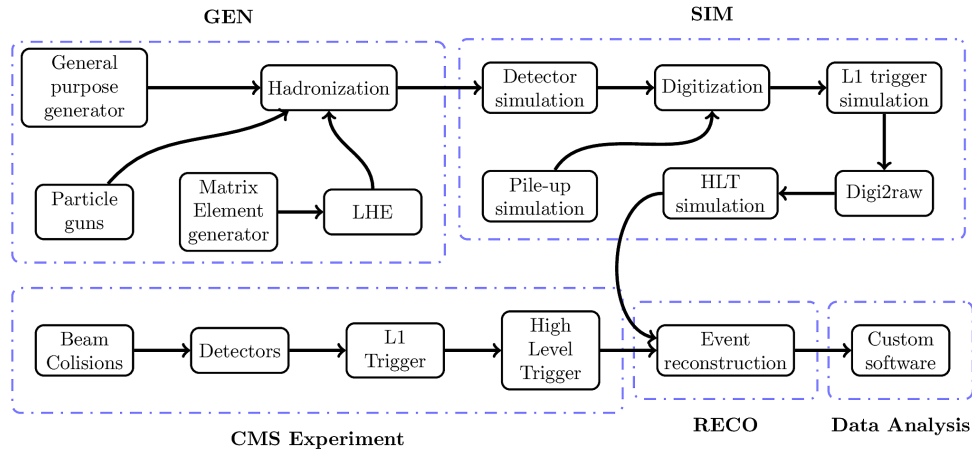 GEN
SIM
General
purpose
generator
Hadronization
Detector
simulation
Digitization
L1 trigger
simulation
Particle
guns
Matrix
Element
generator
LHE
Pile-up
simulation
HLT
simulation
Digi2raw
Beam
Colisions
Detectors
L1
Trigger
High
Level
Trigger
Event
reconstruction
Custom
software
CMS Experiment
RECO
Data Analysis